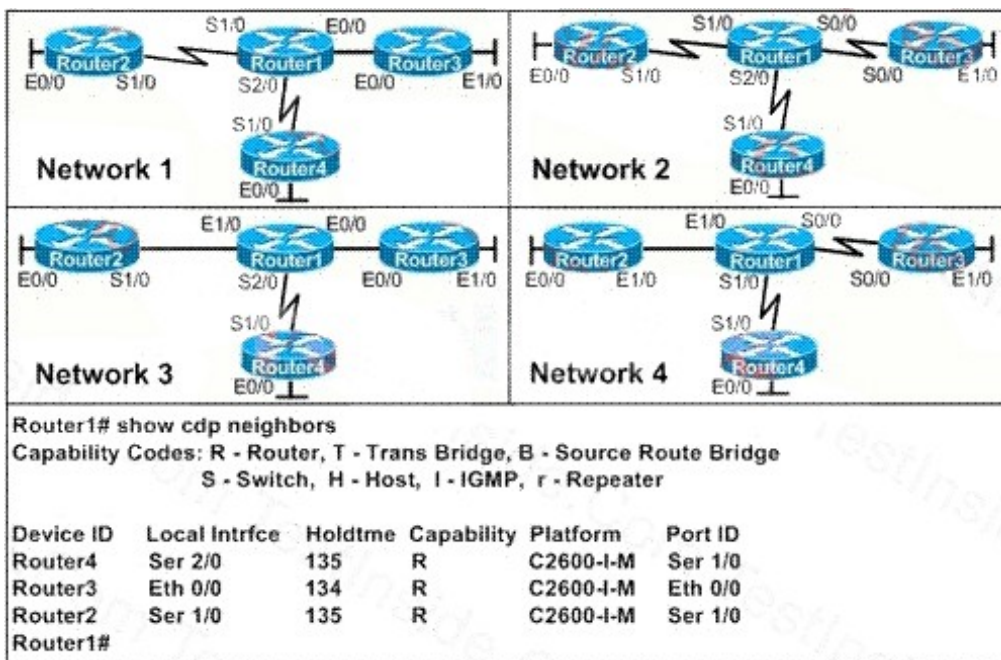 S1/0 E0/0
Router2 Router1 Router3
E0/0 S1/0 S2/0 E0/0 E1/0
S1/0
Router4
Network 1
E0/0
S1/0 S0/0
Router2 Router1 Router3
E0/0 S1/0 S2/0 S0/0 E1/0
S1/0
Router4
Network 2
E0/0
E1/0 E0/0
Router2 Router1 Router3
E0/0 S1/0 S2/0 E0/0 E1/0
S1/0
Router4
Network 3
E0/0
E1/0 S0/0
Router2 Router1 Router3
E0/0 E1/0 S1/0 S0/0 E1/0
S1/0
Router4
Network 4
E0/0
Router1# show cdp neighbors
Capability Codes: R - Router, T - Trans Bridge, B - Source Route Bridge
S - Switch, H - Host, I - IGMP, r - Repeater
Device ID Local Intrfce Holdtme Capability Platform Port ID
Router4 Ser 2/0 135 R C2600-I-M Ser 1/0
Router3 Eth 0/0 134 R C2600-I-M Eth 0/0
Router2 Ser 1/0 135 R C2600-I-M Ser 1/0
Router1#